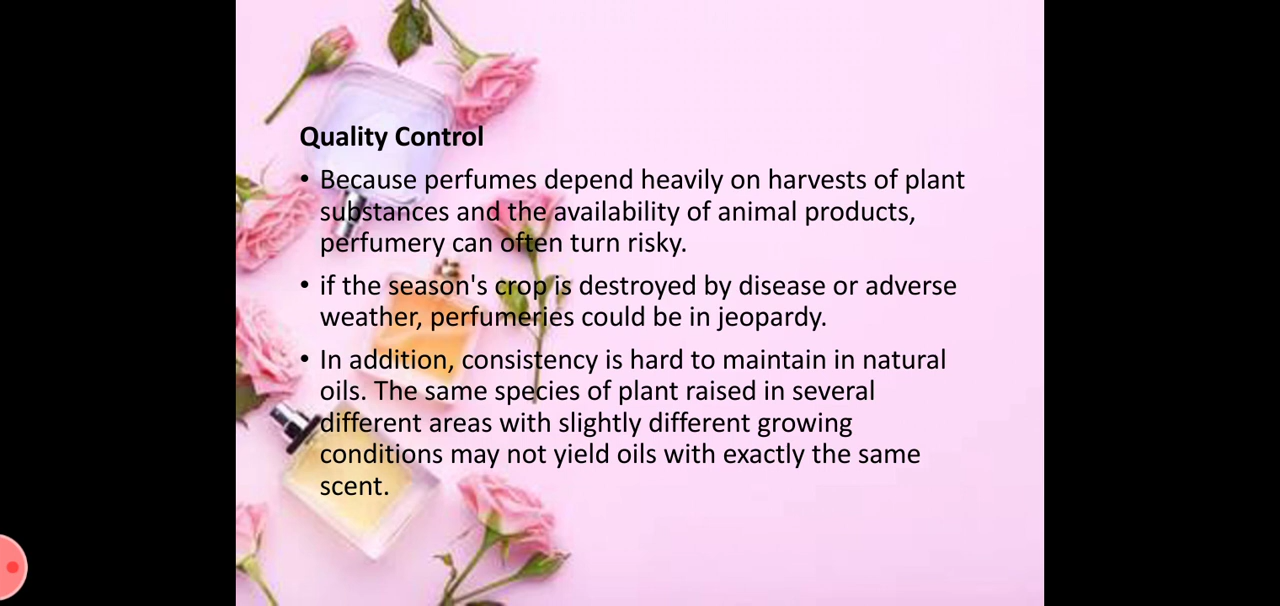 Quality Control
• Because perfumes depend heavily on harvests of plant
substances and the availability of animal products,
perfumery can often turn risky.
• if the season's crop is destroyed by disease or adverse
weather, perfumeries could be in jeopardy.
• In addition, consistency is hard to maintain in natural
oils. The same species of plant raised in several
different areas with slightly different growing
conditions may not yield oils with exactly the same
scent.